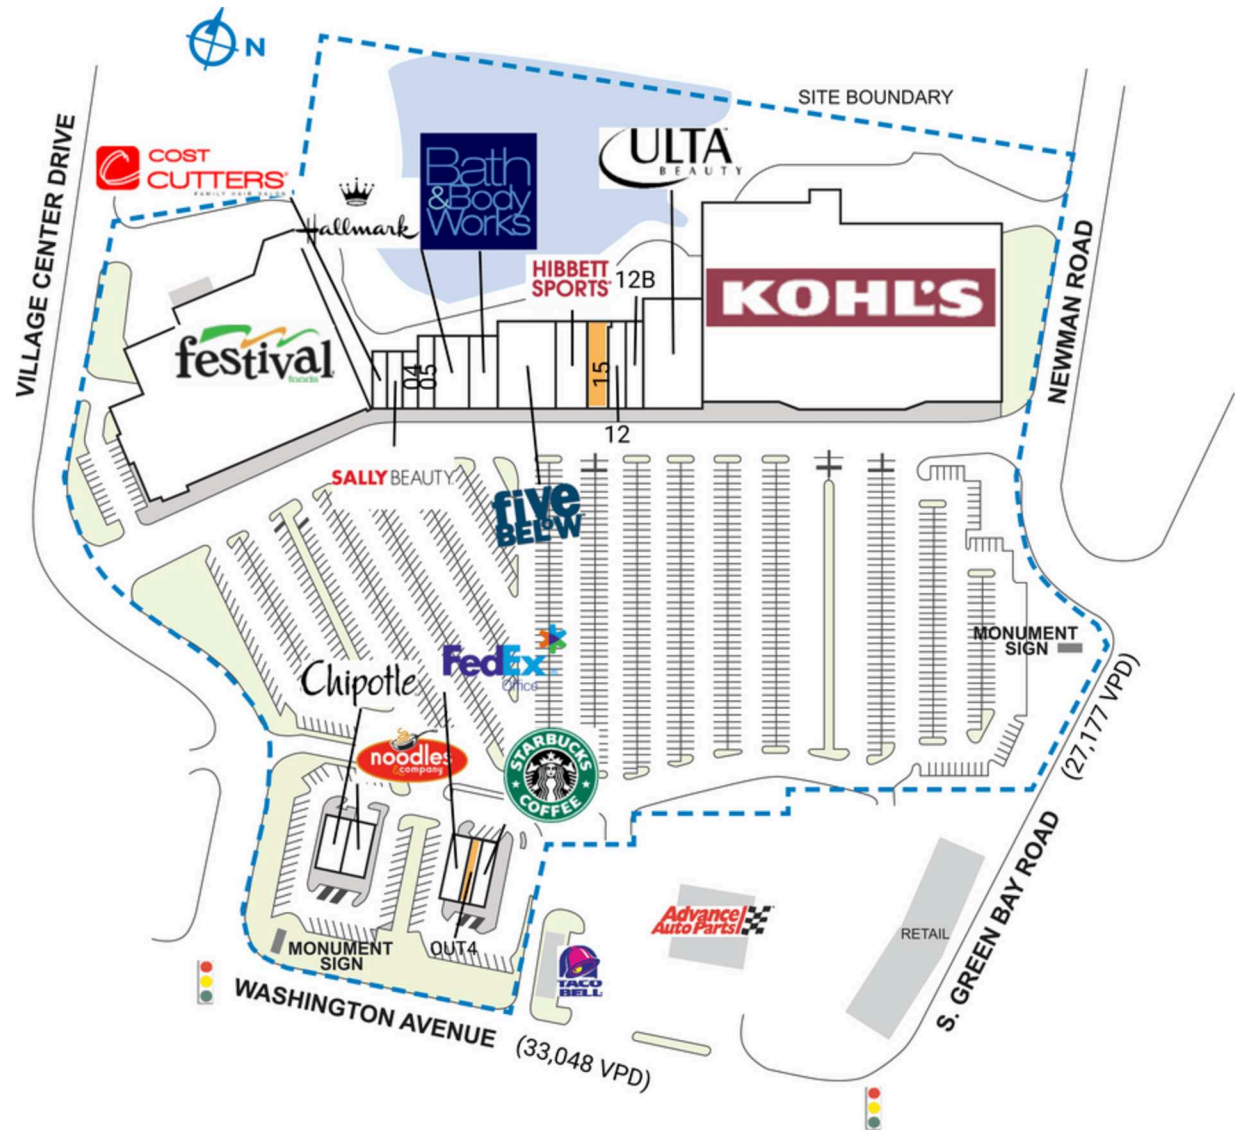 N
SITE BOUNDARY
VILLAGE CENTER DRIVE
COST
CUTTERS
FAMILY HAIR SALON
Hallmark
Bath
&Body
Works
ULTA
BEAUTY
HIBBETT
SPORTS
12B
KOHL'S
NEWMAN ROAD
festival
foods
04
05
15
12
SALLY BEAUTY
five
BELOW
MONUMENT
SIGN
Chipotle
FedEx
Office
noodles
&company
STARBUCKS
COFFEE
(27,177 VPD)
S. GREEN BAY ROAD
Advance
Auto Parts
RETAIL
MONUMENT
SIGN
OUT4
TACO
BELL
WASHINGTON AVENUE
(33,048 VPD)